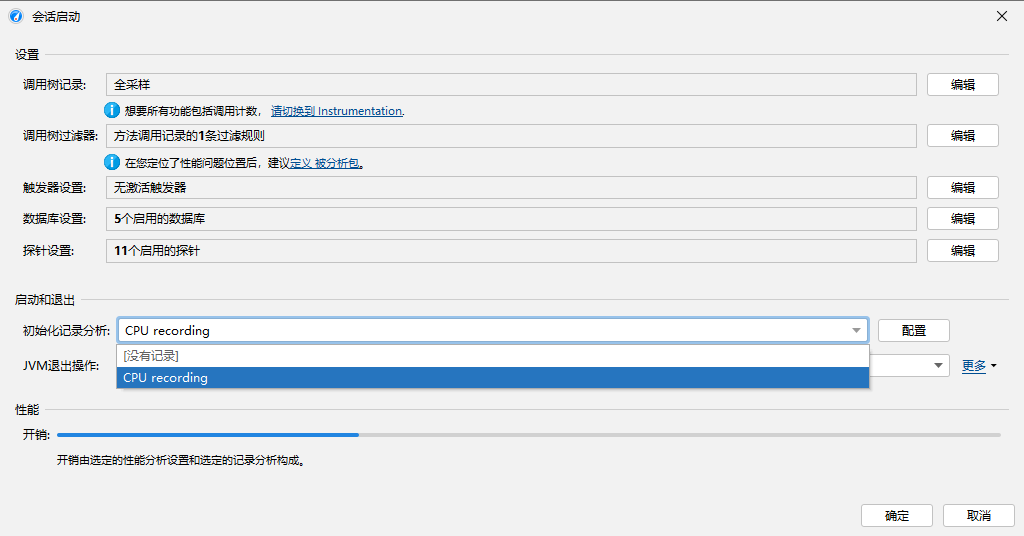 会话启动
设置
调用树记录: 全采样 编辑
想要所有功能包括调用计数， 请切换到 Instrumentation.
调用树过滤器: 方法调用记录的1条过滤规则 编辑
在您定位了性能问题位置后，建议定义 被分析包。
触发器设置: 无激活触发器 编辑
数据库设置: 5个启用的数据库 编辑
探针设置: 11个启用的探针 编辑
启动和退出
初始化记录分析: CPU recording 配置
[没有记录]
JVM退出操作: 更多
CPU recording
性能
开销:
开销由选定的性能分析设置和选定的记录分析构成。
确定 取消